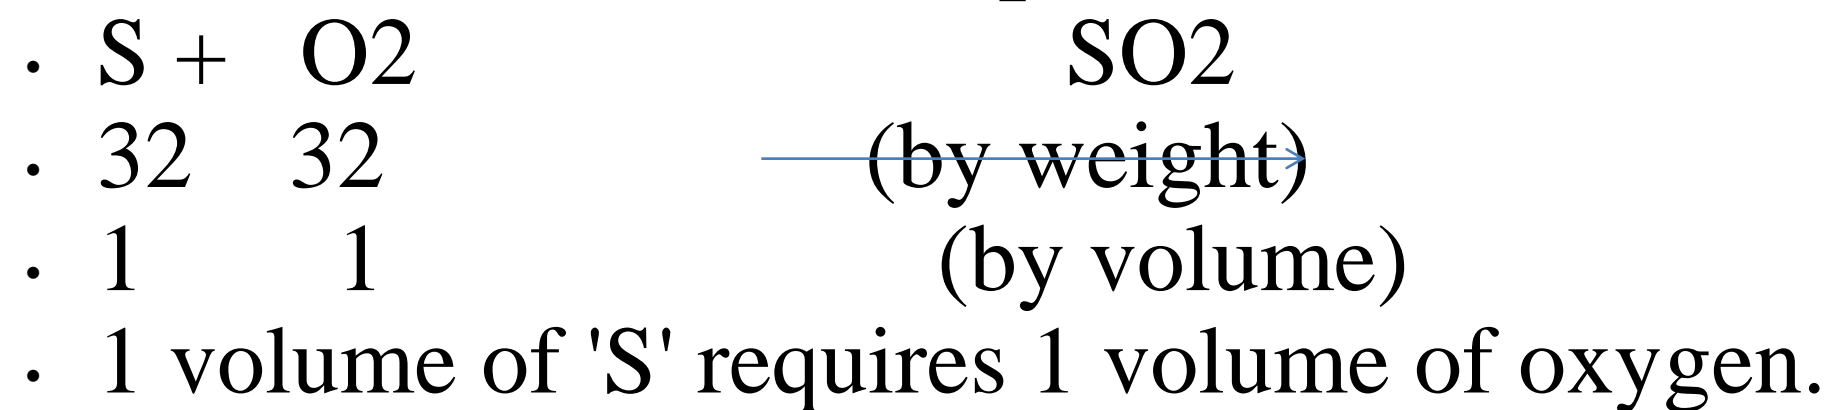 • S + O2 SO2
• 32 32 (by weight)
• 1 1 (by volume)
• 1 volume of 'S' requires 1 volume of oxygen.